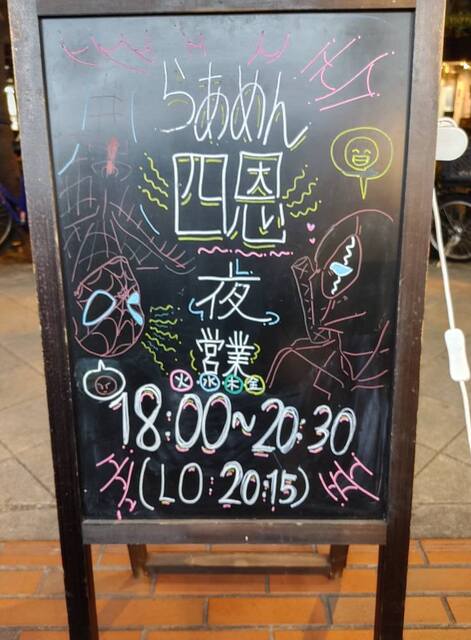 らあめん
四恩
夜
営業
火 水 木 金
18:00~20:30
(LO:20:15)